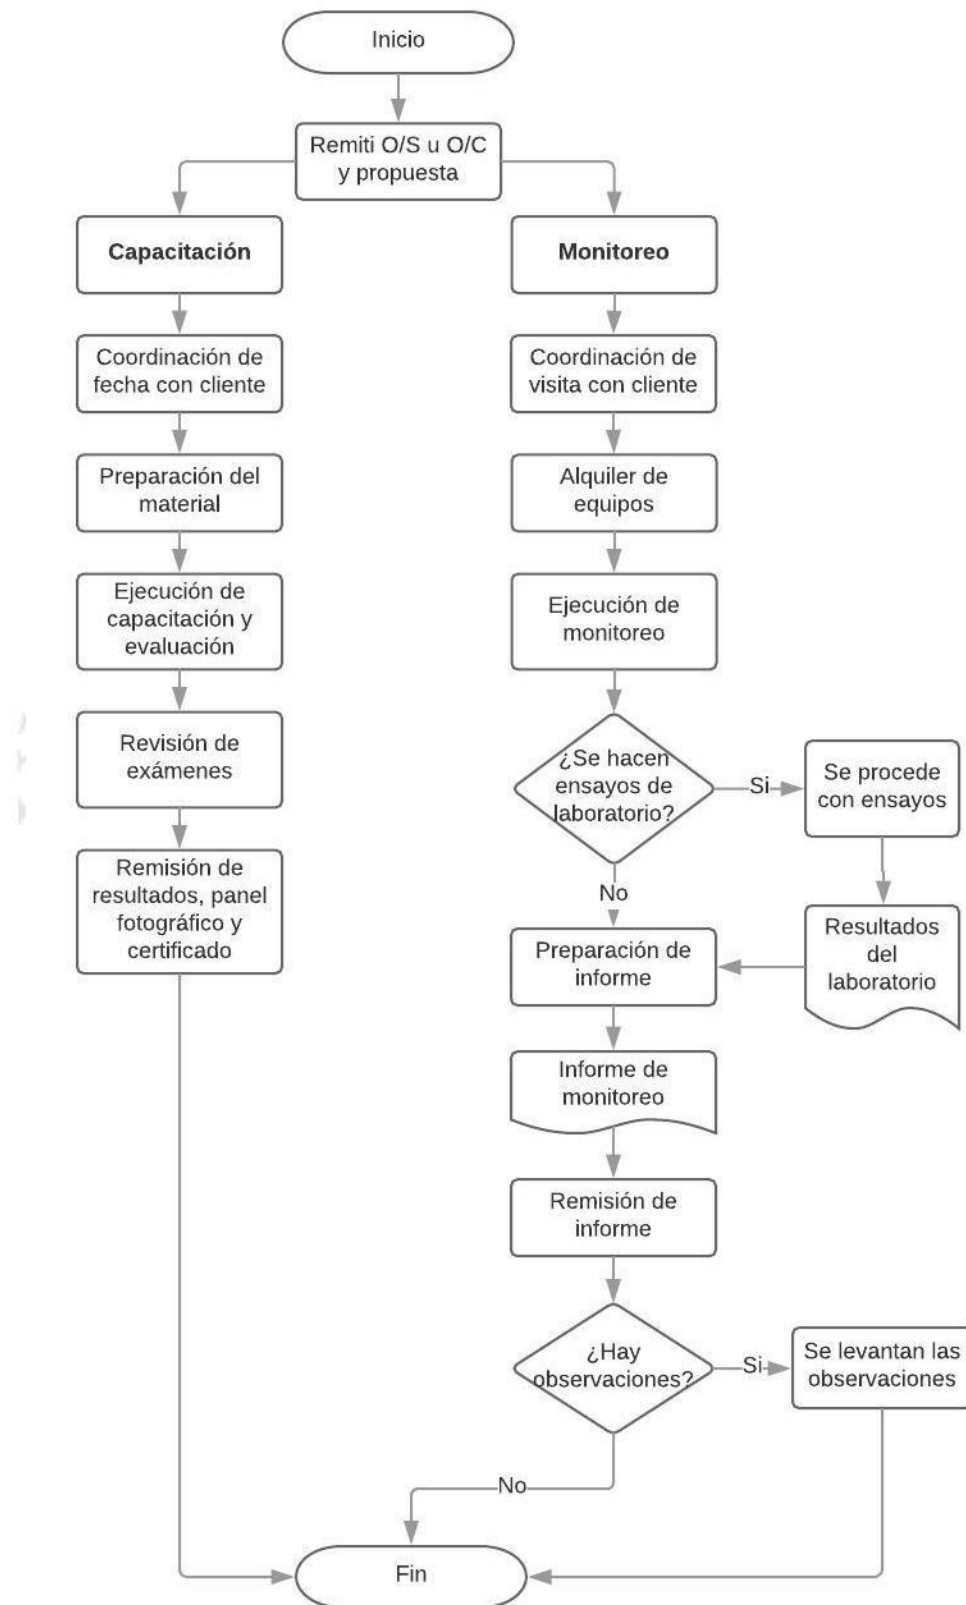 Inicio
Remiti O/S u O/C
y propuesta
Capacitación
Monitoreo
Coordinación de
fecha con cliente
Coordinación de
visita con cliente
Preparación del
material
Alquiler de
equipos
Ejecución de
capacitación y
evaluación
Ejecución de
monitoreo
Revisión de
exámenes
¿Se hacen
ensayos de
laboratorio?
Si
Se procede
con ensayos
Remisión de
resultados, panel
fotográfico y
certificado
No
Preparación de
informe
Resultados
del
laboratorio
Informe de
monitoreo
Remisión de
informe
¿Hay
observaciones?
Si
Se levantan las
observaciones
No
Fin